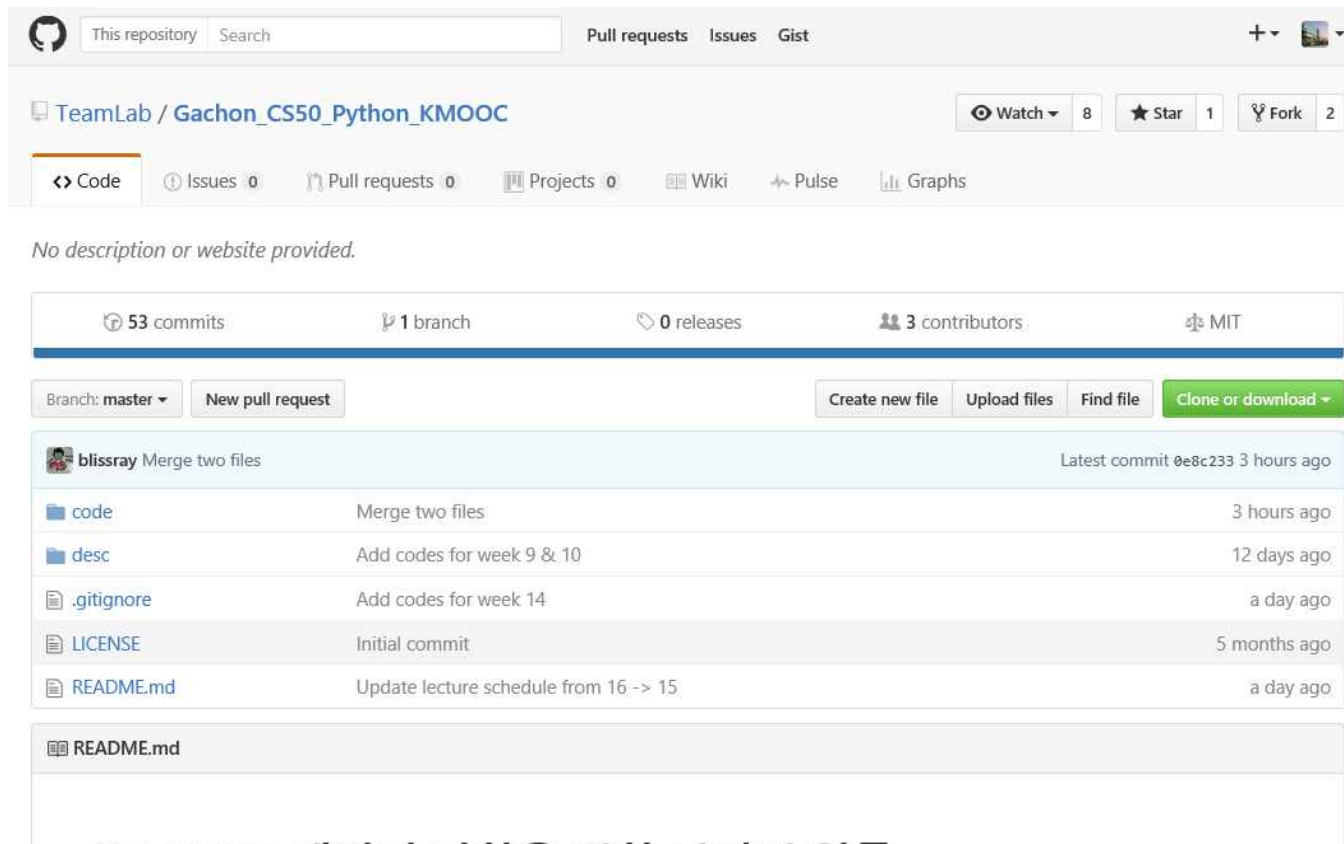 This repository Search Pull requests Issues Gist
TeamLab / Gachon_CS50_Python_KMOOC Watch 8 Star 1 Fork 2
<> Code Issues 0 Pull requests 0 Projects 0 Wiki Pulse Graphs
No description or website provided.
53 commits 1 branch 0 releases 3 contributors MIT
Branch: master New pull request Create new file Upload files Find file Clone or download
blissray Merge two files Latest commit 0e8c233 3 hours ago
code Merge two files 3 hours ago
desc Add codes for week 9 & 10 12 days ago
.gitignore Add codes for week 14 a day ago
LICENSE Initial commit 5 months ago
README.md Update lecture schedule from 16 -> 15 a day ago
README.md